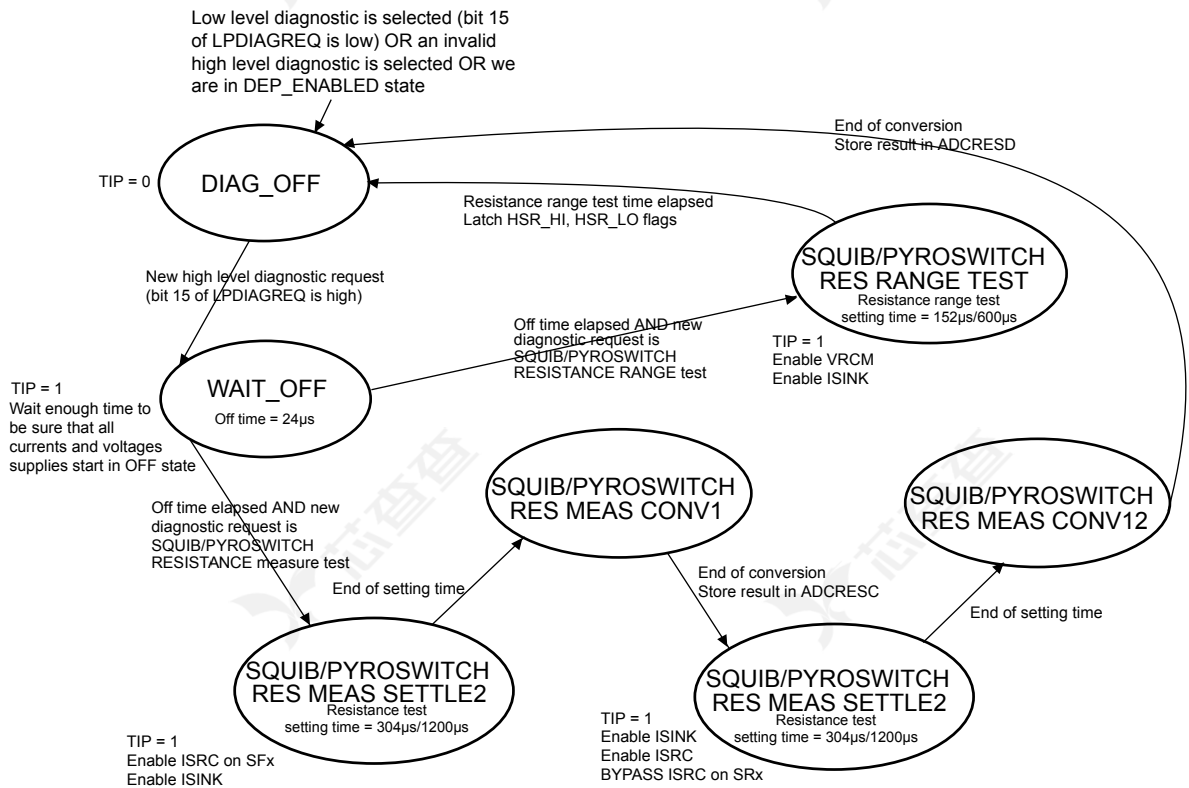 Low level diagnostic is selected (bit 15
of LPDIAGREQ is low) OR an invalid
high level diagnostic is selected OR we
are in DEP_ENABLED state
End of conversion
Store result in ADCRESD
TIP = 0
DIAG_OFF
Resistance range test time elapsed
Latch HSR_HI, HSR_LO flags
SQUIB/PYROSWITCH
RES RANGE TEST
Resistance range test
setting time = 152µs/600µs
New high level diagnostic request
(bit 15 of LPDIAGREQ is high)
Off time elapsed AND new
diagnostic request is
SQUIB/PYROSWITCH
RESISTANCE RANGE test
TIP = 1
Enable VRCM
Enable ISINK
TIP = 1
Wait enough time to
be sure that all
currents and voltages
supplies start in OFF state
WAIT_OFF
Off time = 24µs
Off time elapsed AND new
diagnostic request is
SQUIB/PYROSWITCH
RESISTANCE measure test
SQUIB/PYROSWITCH
RES MEAS CONV1
SQUIB/PYROSWITCH
RES MEAS CONV12
End of setting time
End of conversion
Store result in ADCRESC
End of setting time
SQUIB/PYROSWITCH
RES MEAS SETTLE2
Resistance test
setting time = 304µs/1200µs
TIP = 1
Enable ISRC on SFx
Enable ISINK
SQUIB/PYROSWITCH
RES MEAS SETTLE2
Resistance test
setting time = 304µs/1200µs
TIP = 1
Enable ISINK
Enable ISRC
BYPASS ISRC on SRx
芯查查
芯查查